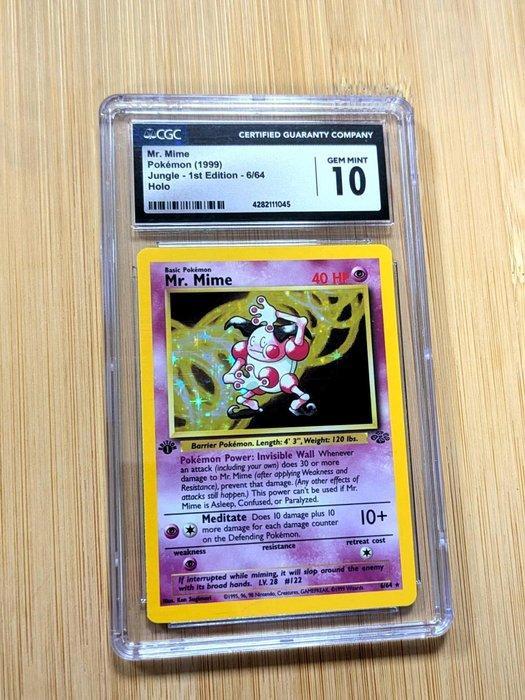 CGC
CERTIFIED GUARANTY COMPANY
Mr. Mime
Pokémon (1999)
Jungle - 1st Edition - 6/64
Holo
GEM MINT
10
4282111045
Basic Pokémon
Mr. Mime
40 HP
Barrier Pokémon. Length: 4' 3", Weight: 120 lbs.
EDITION
1
Pokémon Power: Invisible Wall Whenever
an attack (including your own) does 30 or more
damage to Mr. Mime (after applying Weakness and
Resistance), prevent that damage. (Any other effects of
attacks still happen.) This power can't be used if Mr.
Mime is Asleep, Confused, or Paralyzed.
Meditate Does 10 damage plus 10
more damage for each damage counter
on the Defending Pokémon.
10+
weakness
resistance
retreat cost
If interrupted while miming, it will slap around the enemy
with its broad hands. LV. 28 #122
Illus. Ken Sugimori
©1995, 96, 98 Nintendo, Creatures, GAMEFREAK. ©1999 Wizards.
6/64 ★